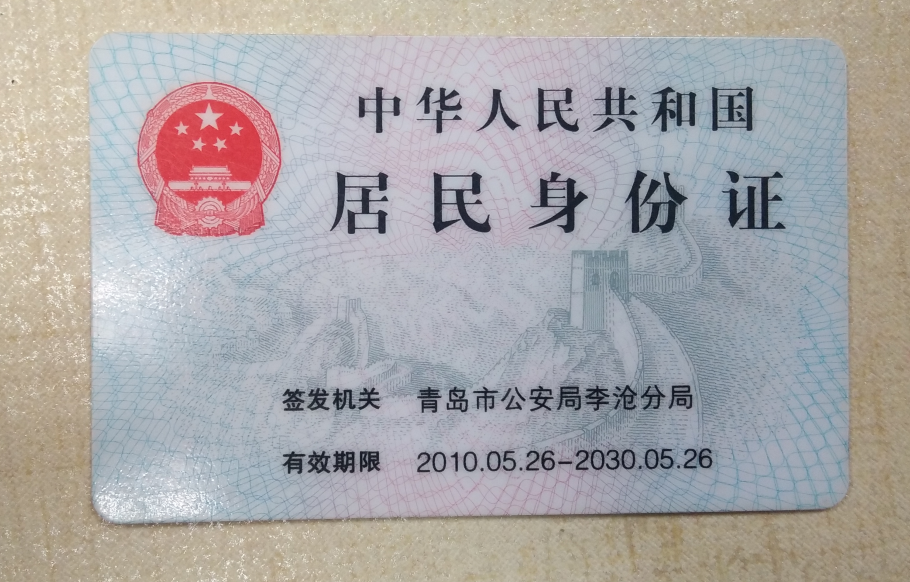 中华人民共和国
居民身份证
签发机关 青岛市公安局李沧分局
有效期限 2010.05.26-2030.05.26